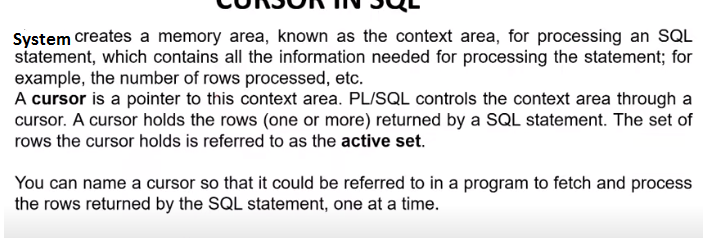 CURSOR IN SQL
System creates a memory area, known as the context area, for processing an SQL
statement, which contains all the information needed for processing the statement; for
example, the number of rows processed, etc.
A cursor is a pointer to this context area. PL/SQL controls the context area through a
cursor. A cursor holds the rows (one or more) returned by a SQL statement. The set of
rows the cursor holds is referred to as the active set.
You can name a cursor so that it could be referred to in a program to fetch and process
the rows returned by the SQL statement, one at a time.